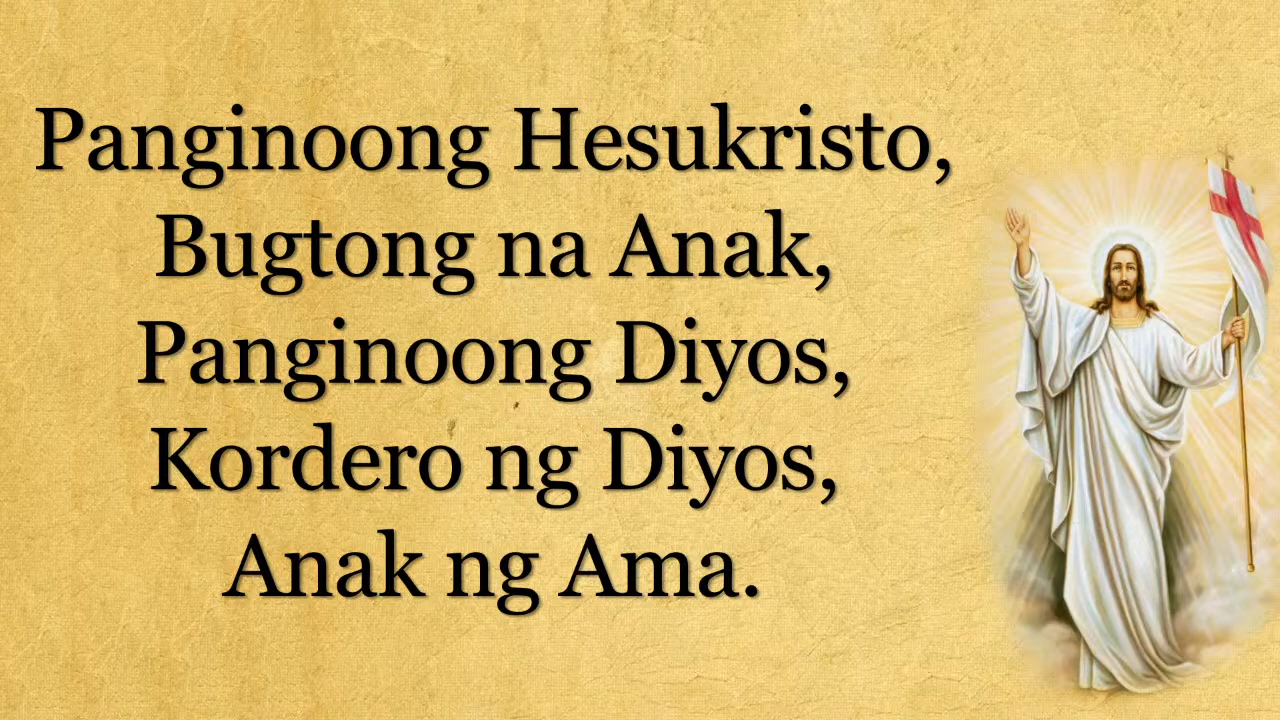 Panginoong Hesukristo,
Bugtong na Anak,
Panginoong Diyos,
Kordero ng Diyos,
Anak ng Ama.